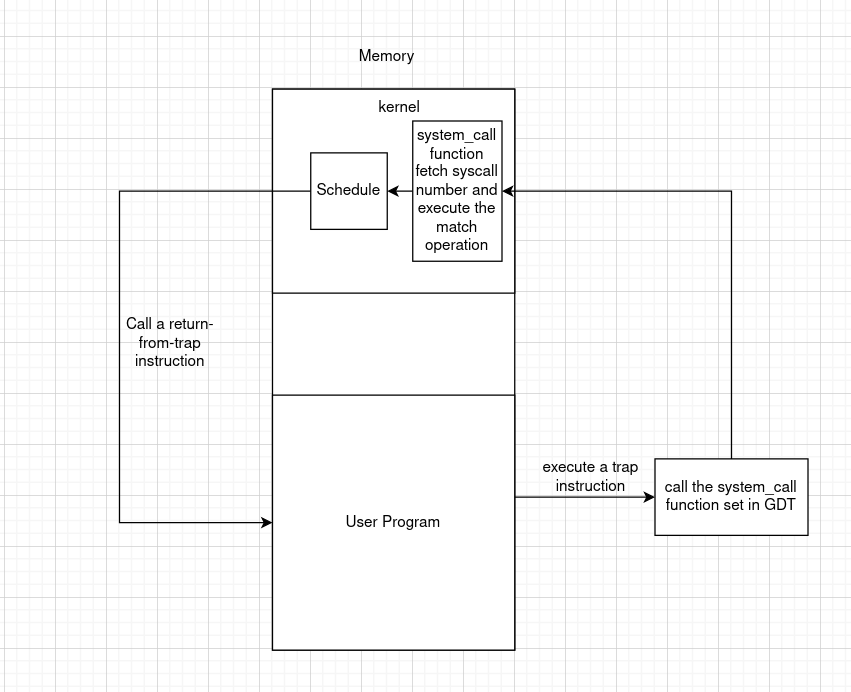 Memory
kernel
system_call
function
fetch syscall
number and
execute the
match
operation
Schedule
Call a return-
from-trap
instruction
execute a trap
instruction
call the system_call
function set in GDT
User Program